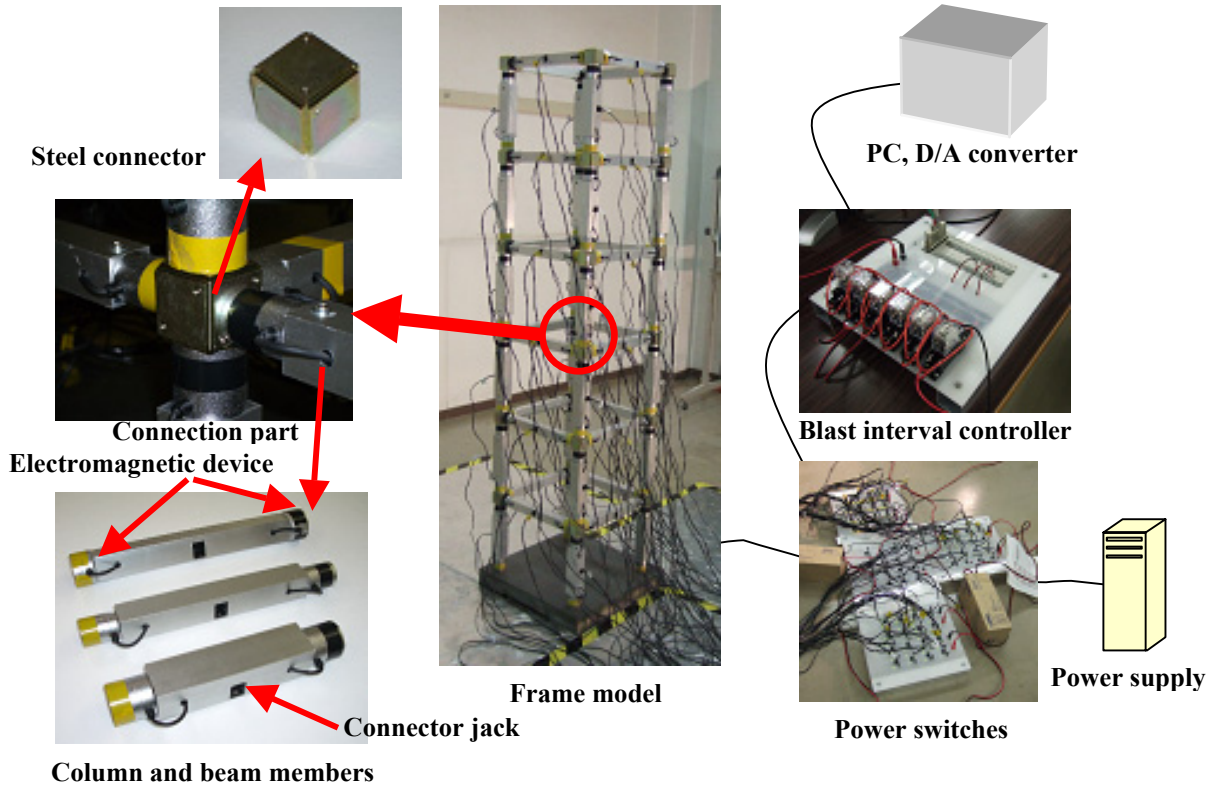 Steel connector
PC, D/A converter
Connection part
Electromagnetic device
Blast interval controller
Frame model
Power supply
Connector jack
Power switches
Column and beam members